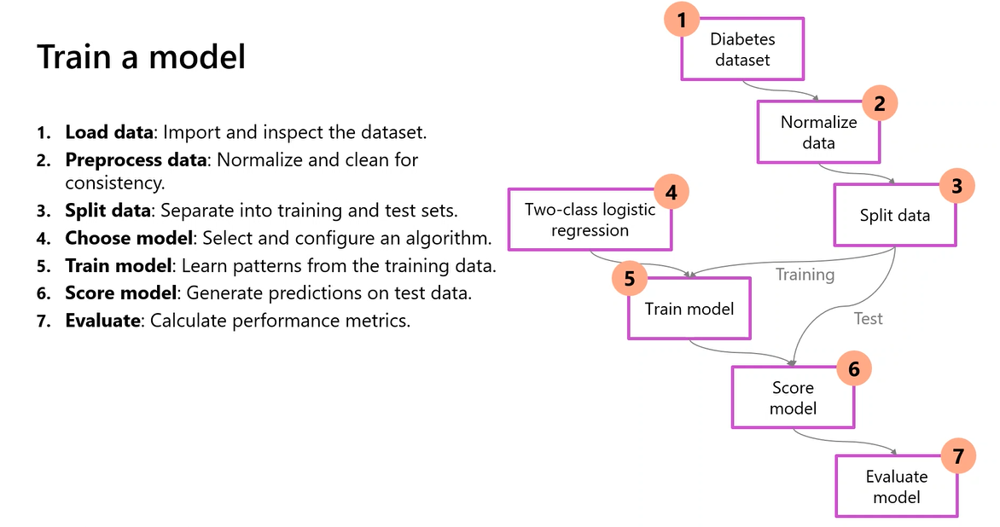 Train a model
1. Load data: Import and inspect the dataset.
2. Preprocess data: Normalize and clean for
consistency.
3. Split data: Separate into training and test sets.
4. Choose model: Select and configure an algorithm.
5. Train model: Learn patterns from the training data.
6. Score model: Generate predictions on test data.
7. Evaluate: Calculate performance metrics.
1
Diabetes
dataset
2
Normalize
data
3
Split data
4
Two-class logistic
regression
Training
5
Train model
Test
6
Score
model
7
Evaluate
model